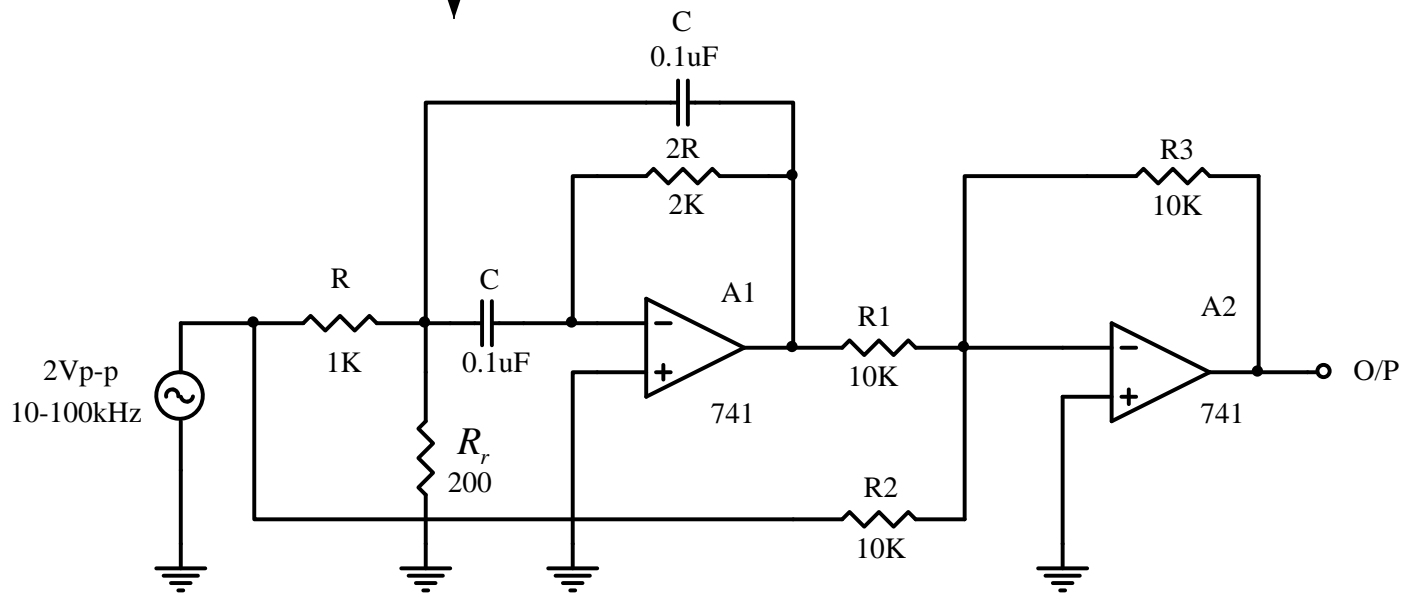 C
0.1uF
2R
2K
R3
10K
R
1K
C
0.1uF
A1
741
R1
10K
A2
741
O/P
2Vp-p
10-100kHz
R_r
200
R2
10K